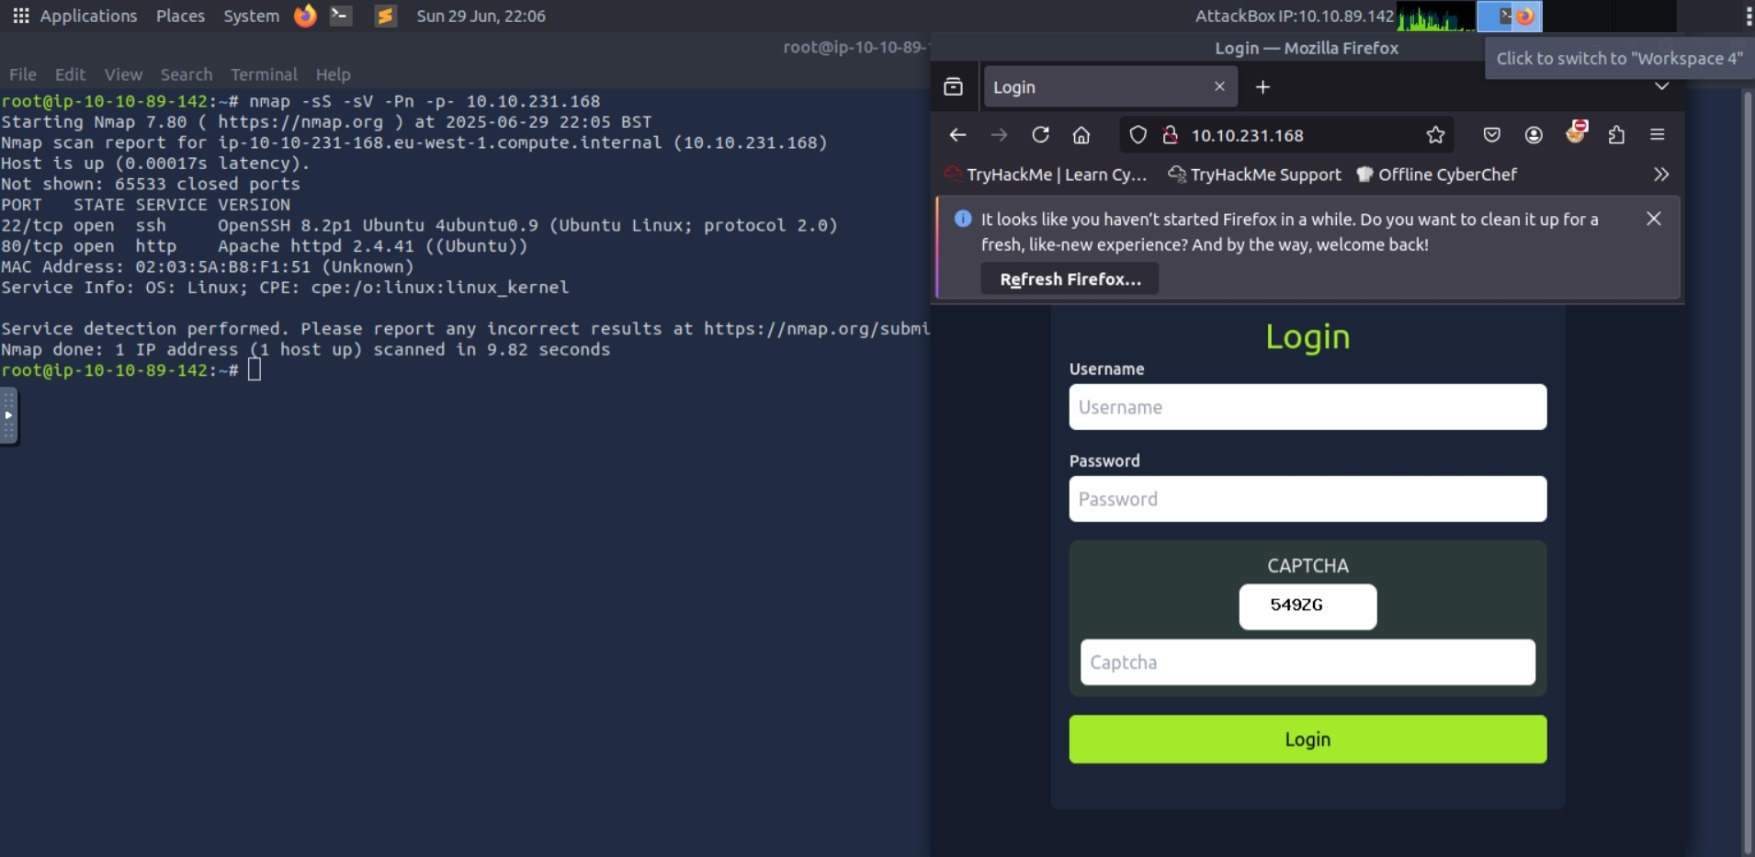 Applications Places System Sun 29 Jun, 22:06 AttackBox IP:10.10.89.142
root@ip-10-10-89-
File Edit View Search Terminal Help
root@ip-10-10-89-142:~# nmap -sS -sV -Pn -p- 10.10.231.168
Starting Nmap 7.80 ( https://nmap.org ) at 2025-06-29 22:05 BST
Nmap scan report for ip-10-10-231-168.eu-west-1.compute.internal (10.10.231.168)
Host is up (0.00017s latency).
Not shown: 65533 closed ports
PORT   STATE SERVICE VERSION
22/tcp open  ssh     OpenSSH 8.2p1 Ubuntu 4ubuntu0.9 (Ubuntu Linux; protocol 2.0)
80/tcp open  http    Apache httpd 2.4.41 ((Ubuntu))
MAC Address: 02:03:5A:B8:F1:51 (Unknown)
Service Info: OS: Linux; CPE: cpe:/o:linux:linux_kernel
Service detection performed. Please report any incorrect results at https://nmap.org/submi
Nmap done: 1 IP address (1 host up) scanned in 9.82 seconds
root@ip-10-10-89-142:~#
Login — Mozilla Firefox
Click to switch to "Workspace 4"
Login
10.10.231.168
TryHackMe | Learn Cy... TryHackMe Support Offline CyberChef
It looks like you haven't started Firefox in a while. Do you want to clean it up for a
fresh, like-new experience? And by the way, welcome back!
Refresh Firefox...
Login
Username
Username
Password
Password
CAPTCHA
549ZG
Captcha
Login